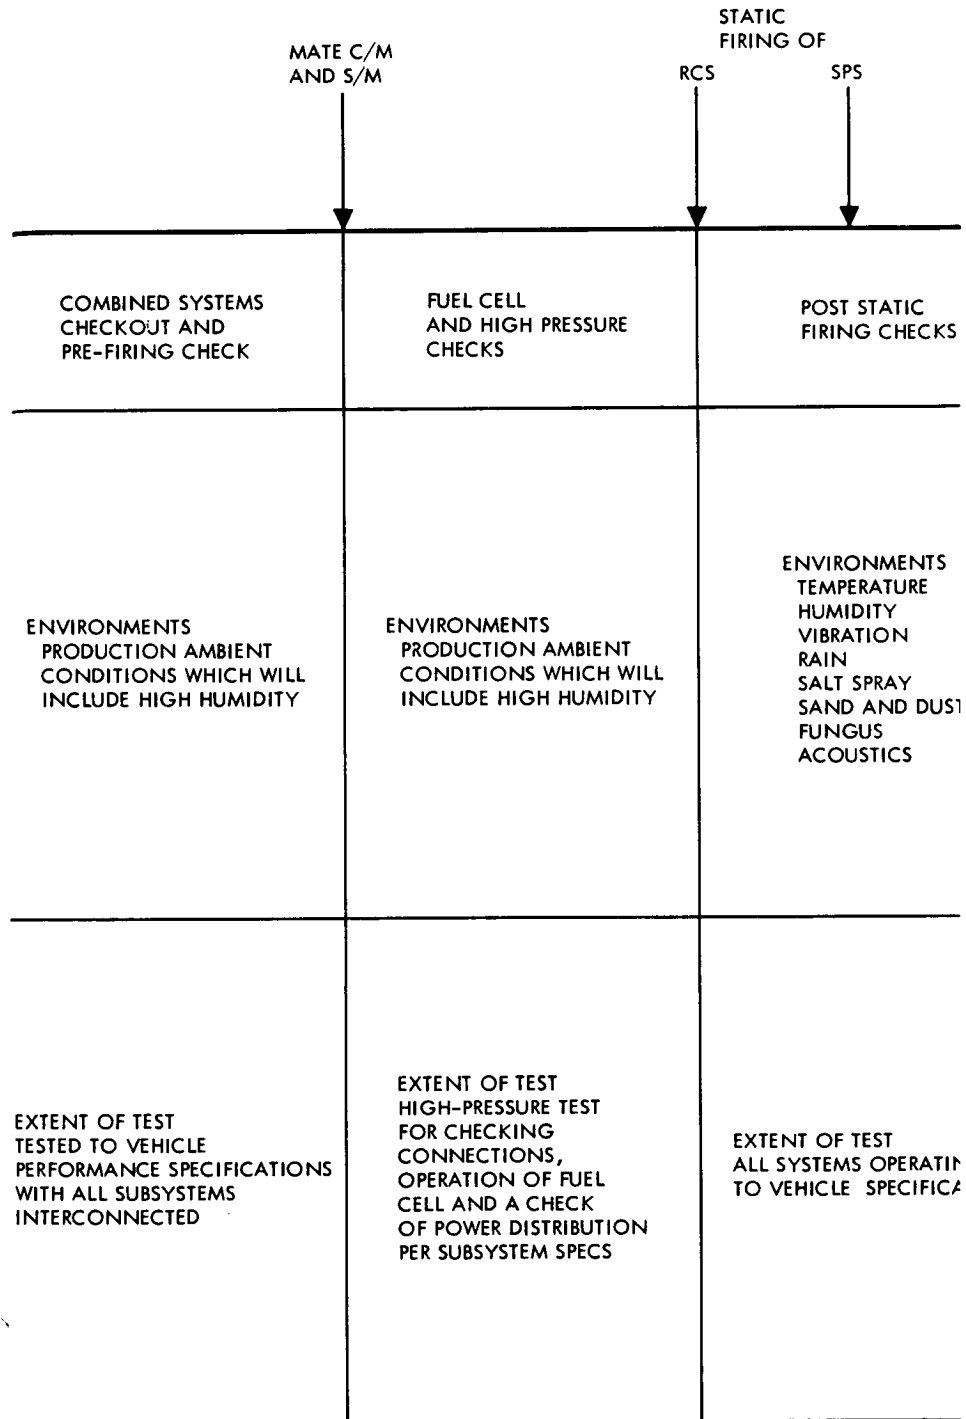 STATIC
FIRING OF
MATE C/M
AND S/M
RCS
SPS
COMBINED SYSTEMS
CHECKOUT AND
PRE-FIRING CHECK
FUEL CELL
AND HIGH PRESSURE
CHECKS
POST STATIC
FIRING CHECKS
ENVIRONMENTS
PRODUCTION AMBIENT
CONDITIONS WHICH WILL
INCLUDE HIGH HUMIDITY
ENVIRONMENTS
PRODUCTION AMBIENT
CONDITIONS WHICH WILL
INCLUDE HIGH HUMIDITY
ENVIRONMENTS
TEMPERATURE
HUMIDITY
VIBRATION
RAIN
SALT SPRAY
SAND AND DUST
FUNGUS
ACOUSTICS
EXTENT OF TEST
TESTED TO VEHICLE
PERFORMANCE SPECIFICATIONS
WITH ALL SUBSYSTEMS
INTERCONNECTED
EXTENT OF TEST
HIGH-PRESSURE TEST
FOR CHECKING
CONNECTIONS,
OPERATION OF FUEL
CELL AND A CHECK
OF POWER DISTRIBUTION
PER SUBSYSTEM SPECS
EXTENT OF TEST
ALL SYSTEMS
TO VEHICLE